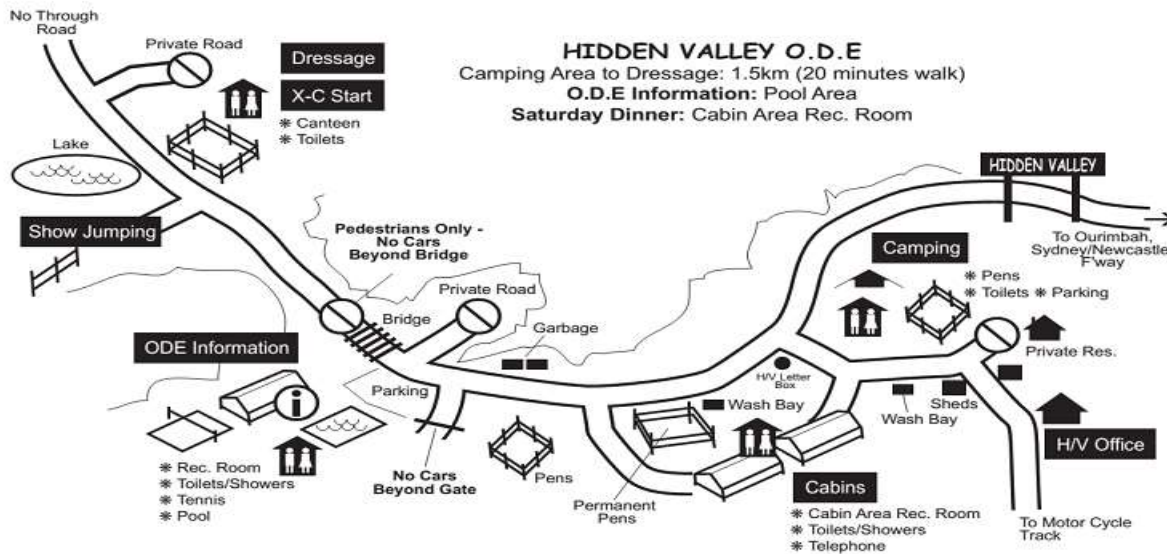 No Through
Road
Private Road
Dressage
X-C Start
* Canteen
* Toilets
HIDDEN VALLEY O.D.E
Camping Area to Dressage: 1.5km (20 minutes walk)
O.D.E Information: Pool Area
Saturday Dinner: Cabin Area Rec. Room
Lake
Show Jumping
Pedestrians Only -
No Cars
Beyond Bridge
HIDDEN VALLEY
To Ourimbah,
Sydney/Newcastle
F'way
Camping
* Pens
* Toilets * Parking
Private Road
Bridge
Garbage
ODE Information
i
Parking
Private Res.
H/V Letter
Box
Wash Bay
Wash
Bay
Sheds
H/V Office
* Rec. Room
* Toilets/Showers
* Tennis
* Pool
No Cars
Beyond Gate
Pens
Permanent
Pens
Cabins
* Cabin Area Rec. Room
* Toilets/Showers
* Telephone
To Motor Cycle
Track